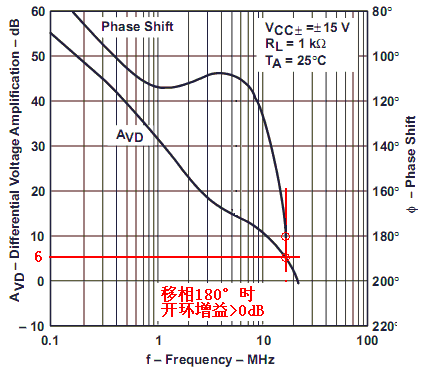 60
50
40
30
20
10
6
0
– 10
A VD – Differential Voltage Amplification – dB
Phase Shift
VCC± = ±15 V
RL = 1 kΩ
TA = 25°C
AVD
移相180°时
开环增益>0dB
80°
100°
120°
140°
160°
180°
200°
220°
ϕ – Phase Shift
0.1
1
10
100
f – Frequency – MHz